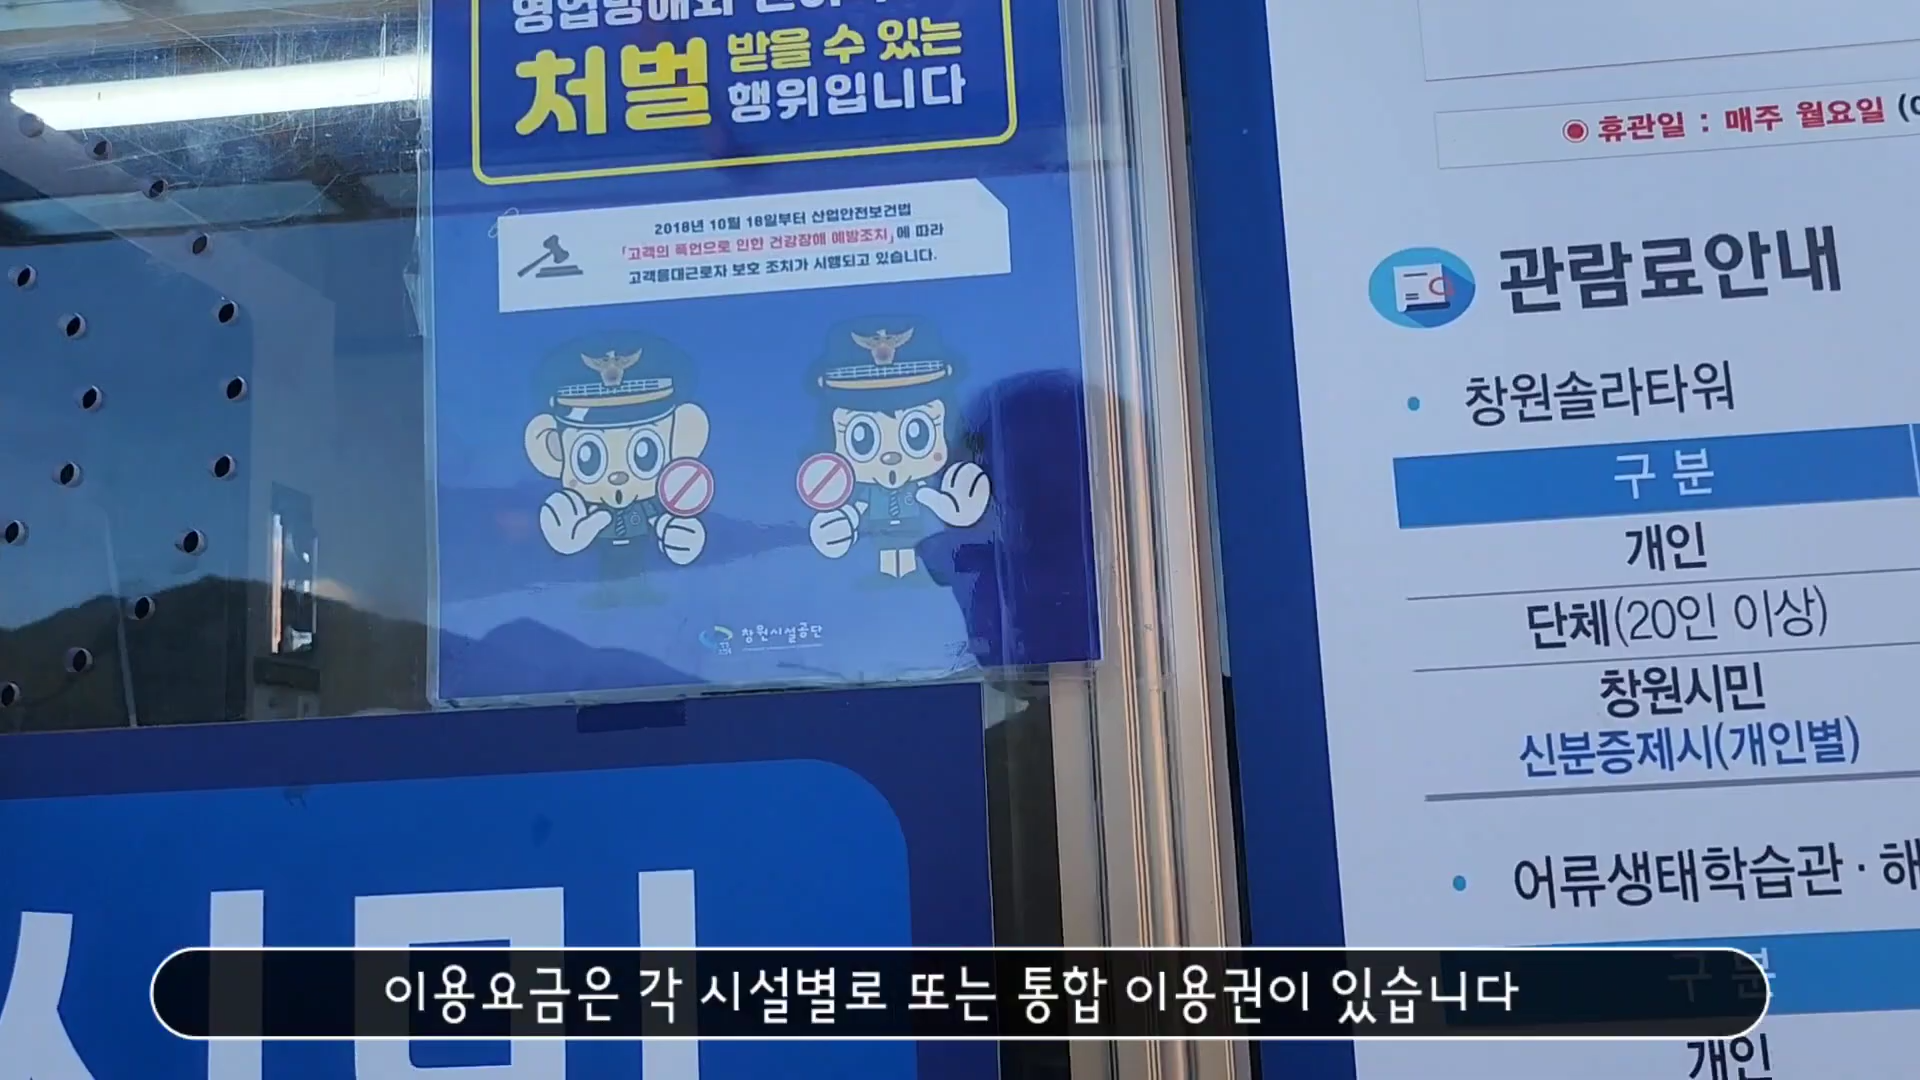 처벌 받을 수 있는
행위입니다
2018년 10월 18일부터 산업안전보건법
「고객의 폭언으로 인한 건강장해 예방조치」에 따라
고객응대근로자 보호 조치가 시행되고 있습니다.
창원시설공단
휴관일 : 매주 월요일
관람료안내
• 창원솔라타워
구 분
개인
단체(20인 이상)
창원시민
신분증제시(개인별)
• 어류생태학습관 · 해
구 분
개인
이용요금은 각 시설별로 또는 통합 이용권이 있습니다